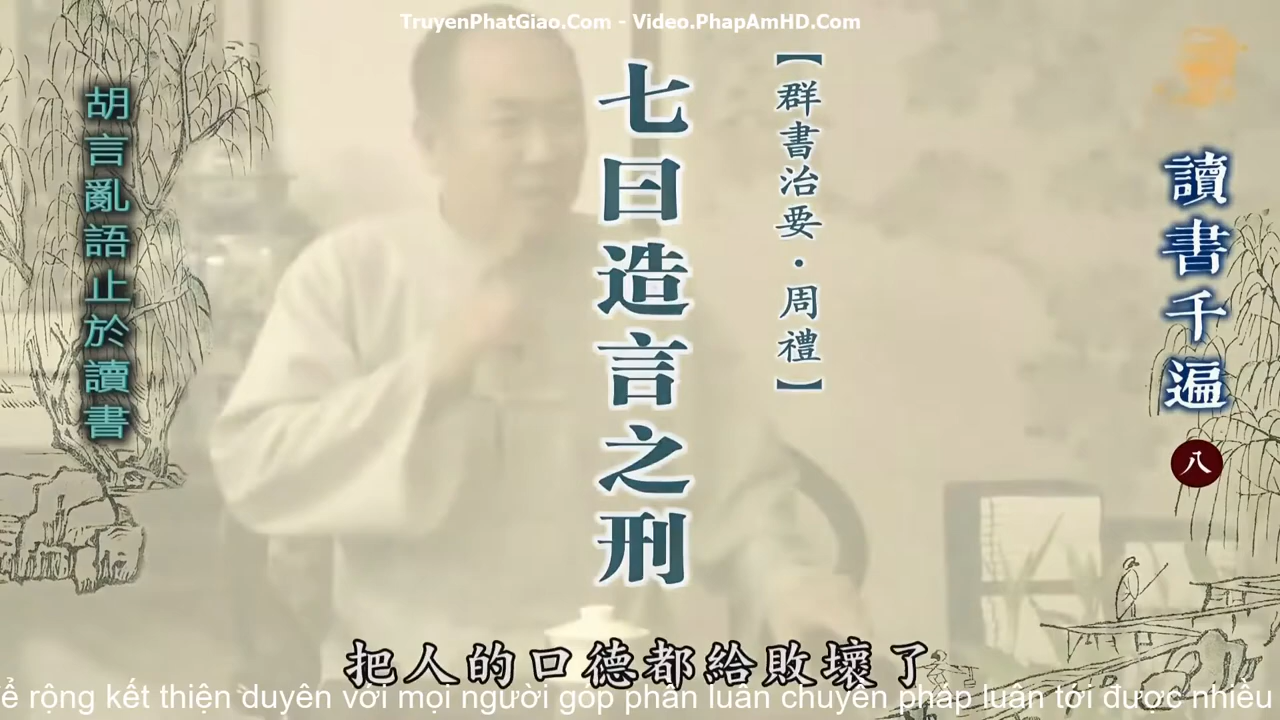 TruyenPhatGiao.Com - Video.PhapAmHD.Com
讀書千遍
八
【群書治要·周禮】
七曰造言之刑
胡言亂語止於讀書
把人的口德都給敗壞了
ể rộng kết thiện duyên với mọi người góp phần luân chuyển pháp luân tới được nhiều